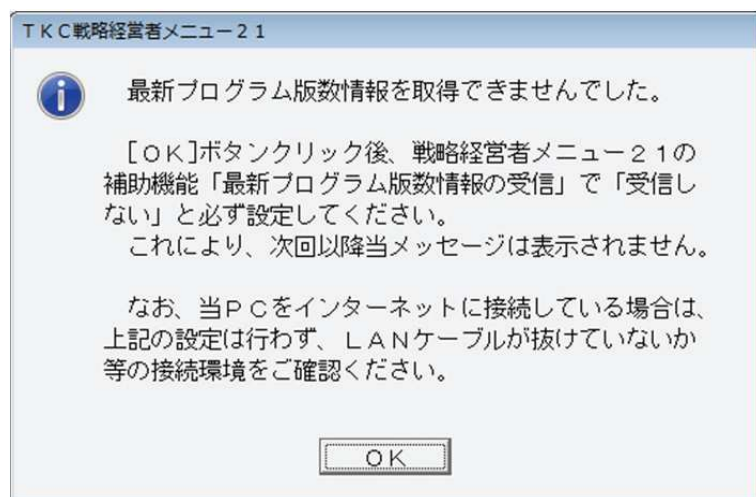 TKC戦略経営者メニュー21
最新プログラム版数情報を取得できませんでした。
[OK]ボタンクリック後、戦略経営者メニュー21の
補助機能「最新プログラム版数情報の受信」で「受信し
ない」と必ず設定してください。
これにより、次回以降当メッセージは表示されません。
なお、当PCをインターネットに接続している場合は、
上記の設定は行わず、LANケーブルが抜けていないか
等の接続環境をご確認ください。
OK